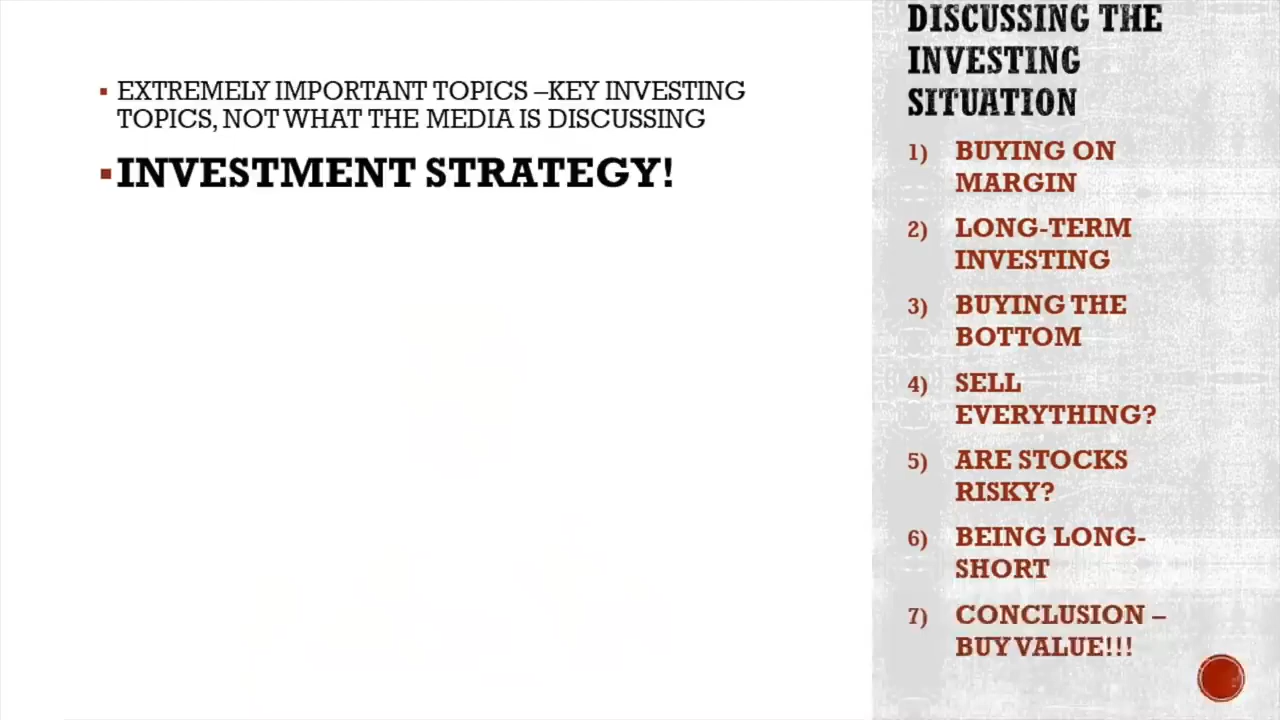 ▪ EXTREMELY IMPORTANT TOPICS –KEY INVESTING
TOPICS, NOT WHAT THE MEDIA IS DISCUSSING
▪ INVESTMENT STRATEGY!
DISCUSSING THE
INVESTING
SITUATION
1) BUYING ON
MARGIN
2) LONG-TERM
INVESTING
3) BUYING THE
BOTTOM
4) SELL
EVERYTHING?
5) ARE STOCKS
RISKY?
6) BEING LONG-
SHORT
7) CONCLUSION –
BUY VALUE!!!